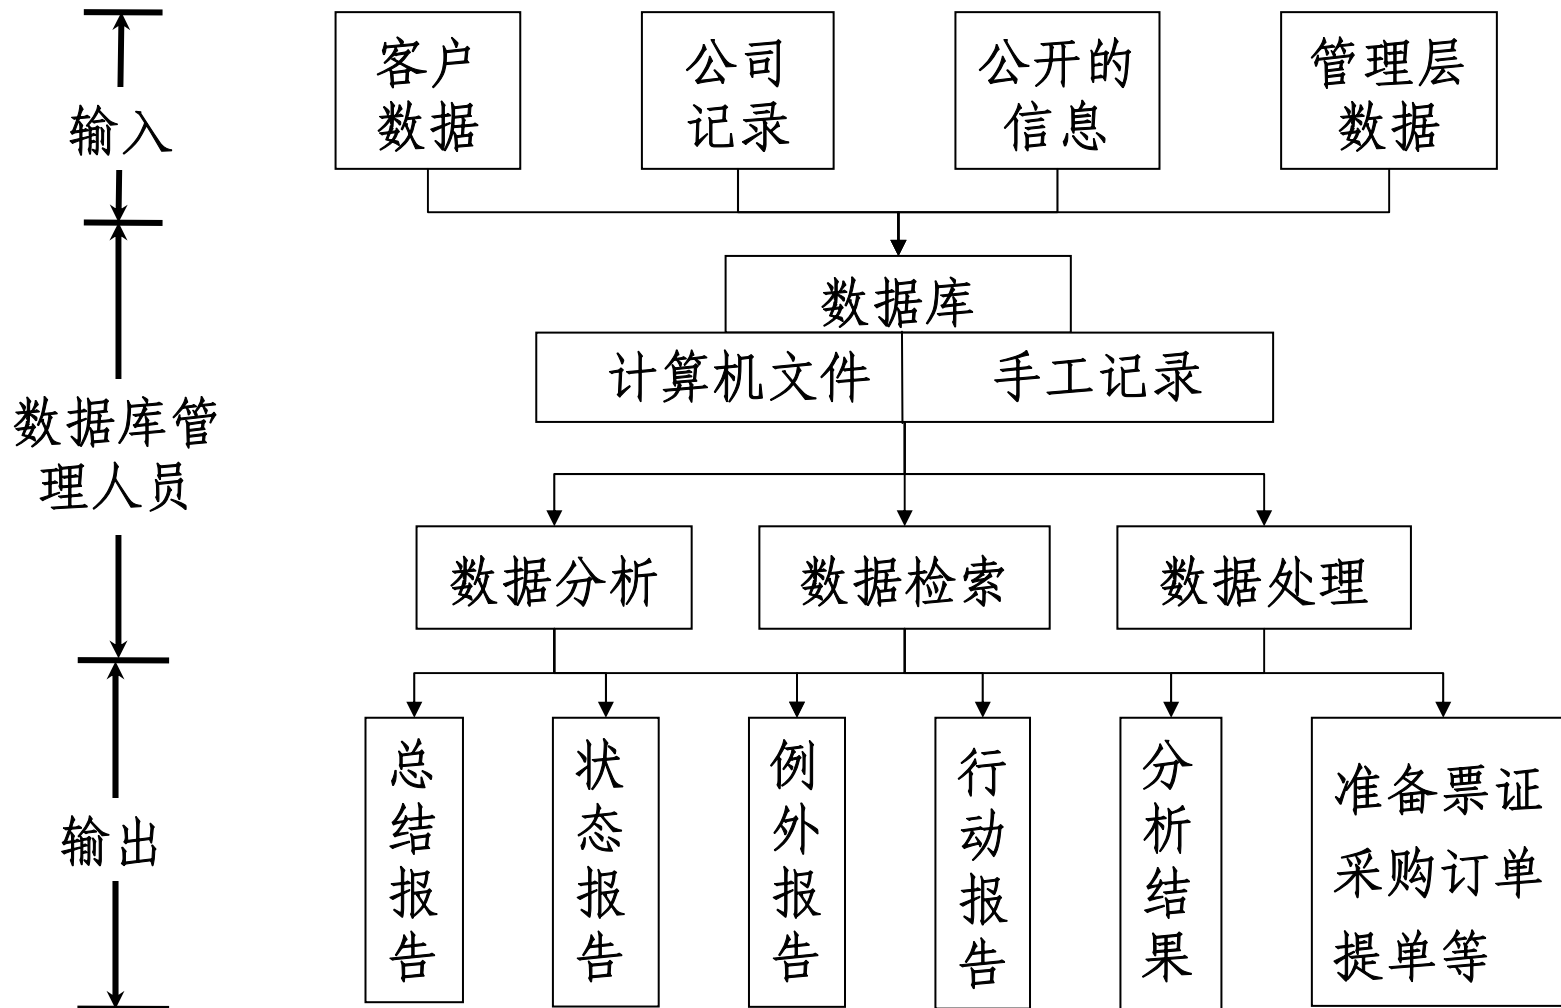 客户
数据
公司
记录
公开的
信息
管理层
数据
输入
数据库
计算机文件
手工记录
数据库管
理人员
数据分析
数据检索
数据处理
输出
总结报告
状态报告
例外报告
行动报告
分析结果
准备票证
采购订单
提单等